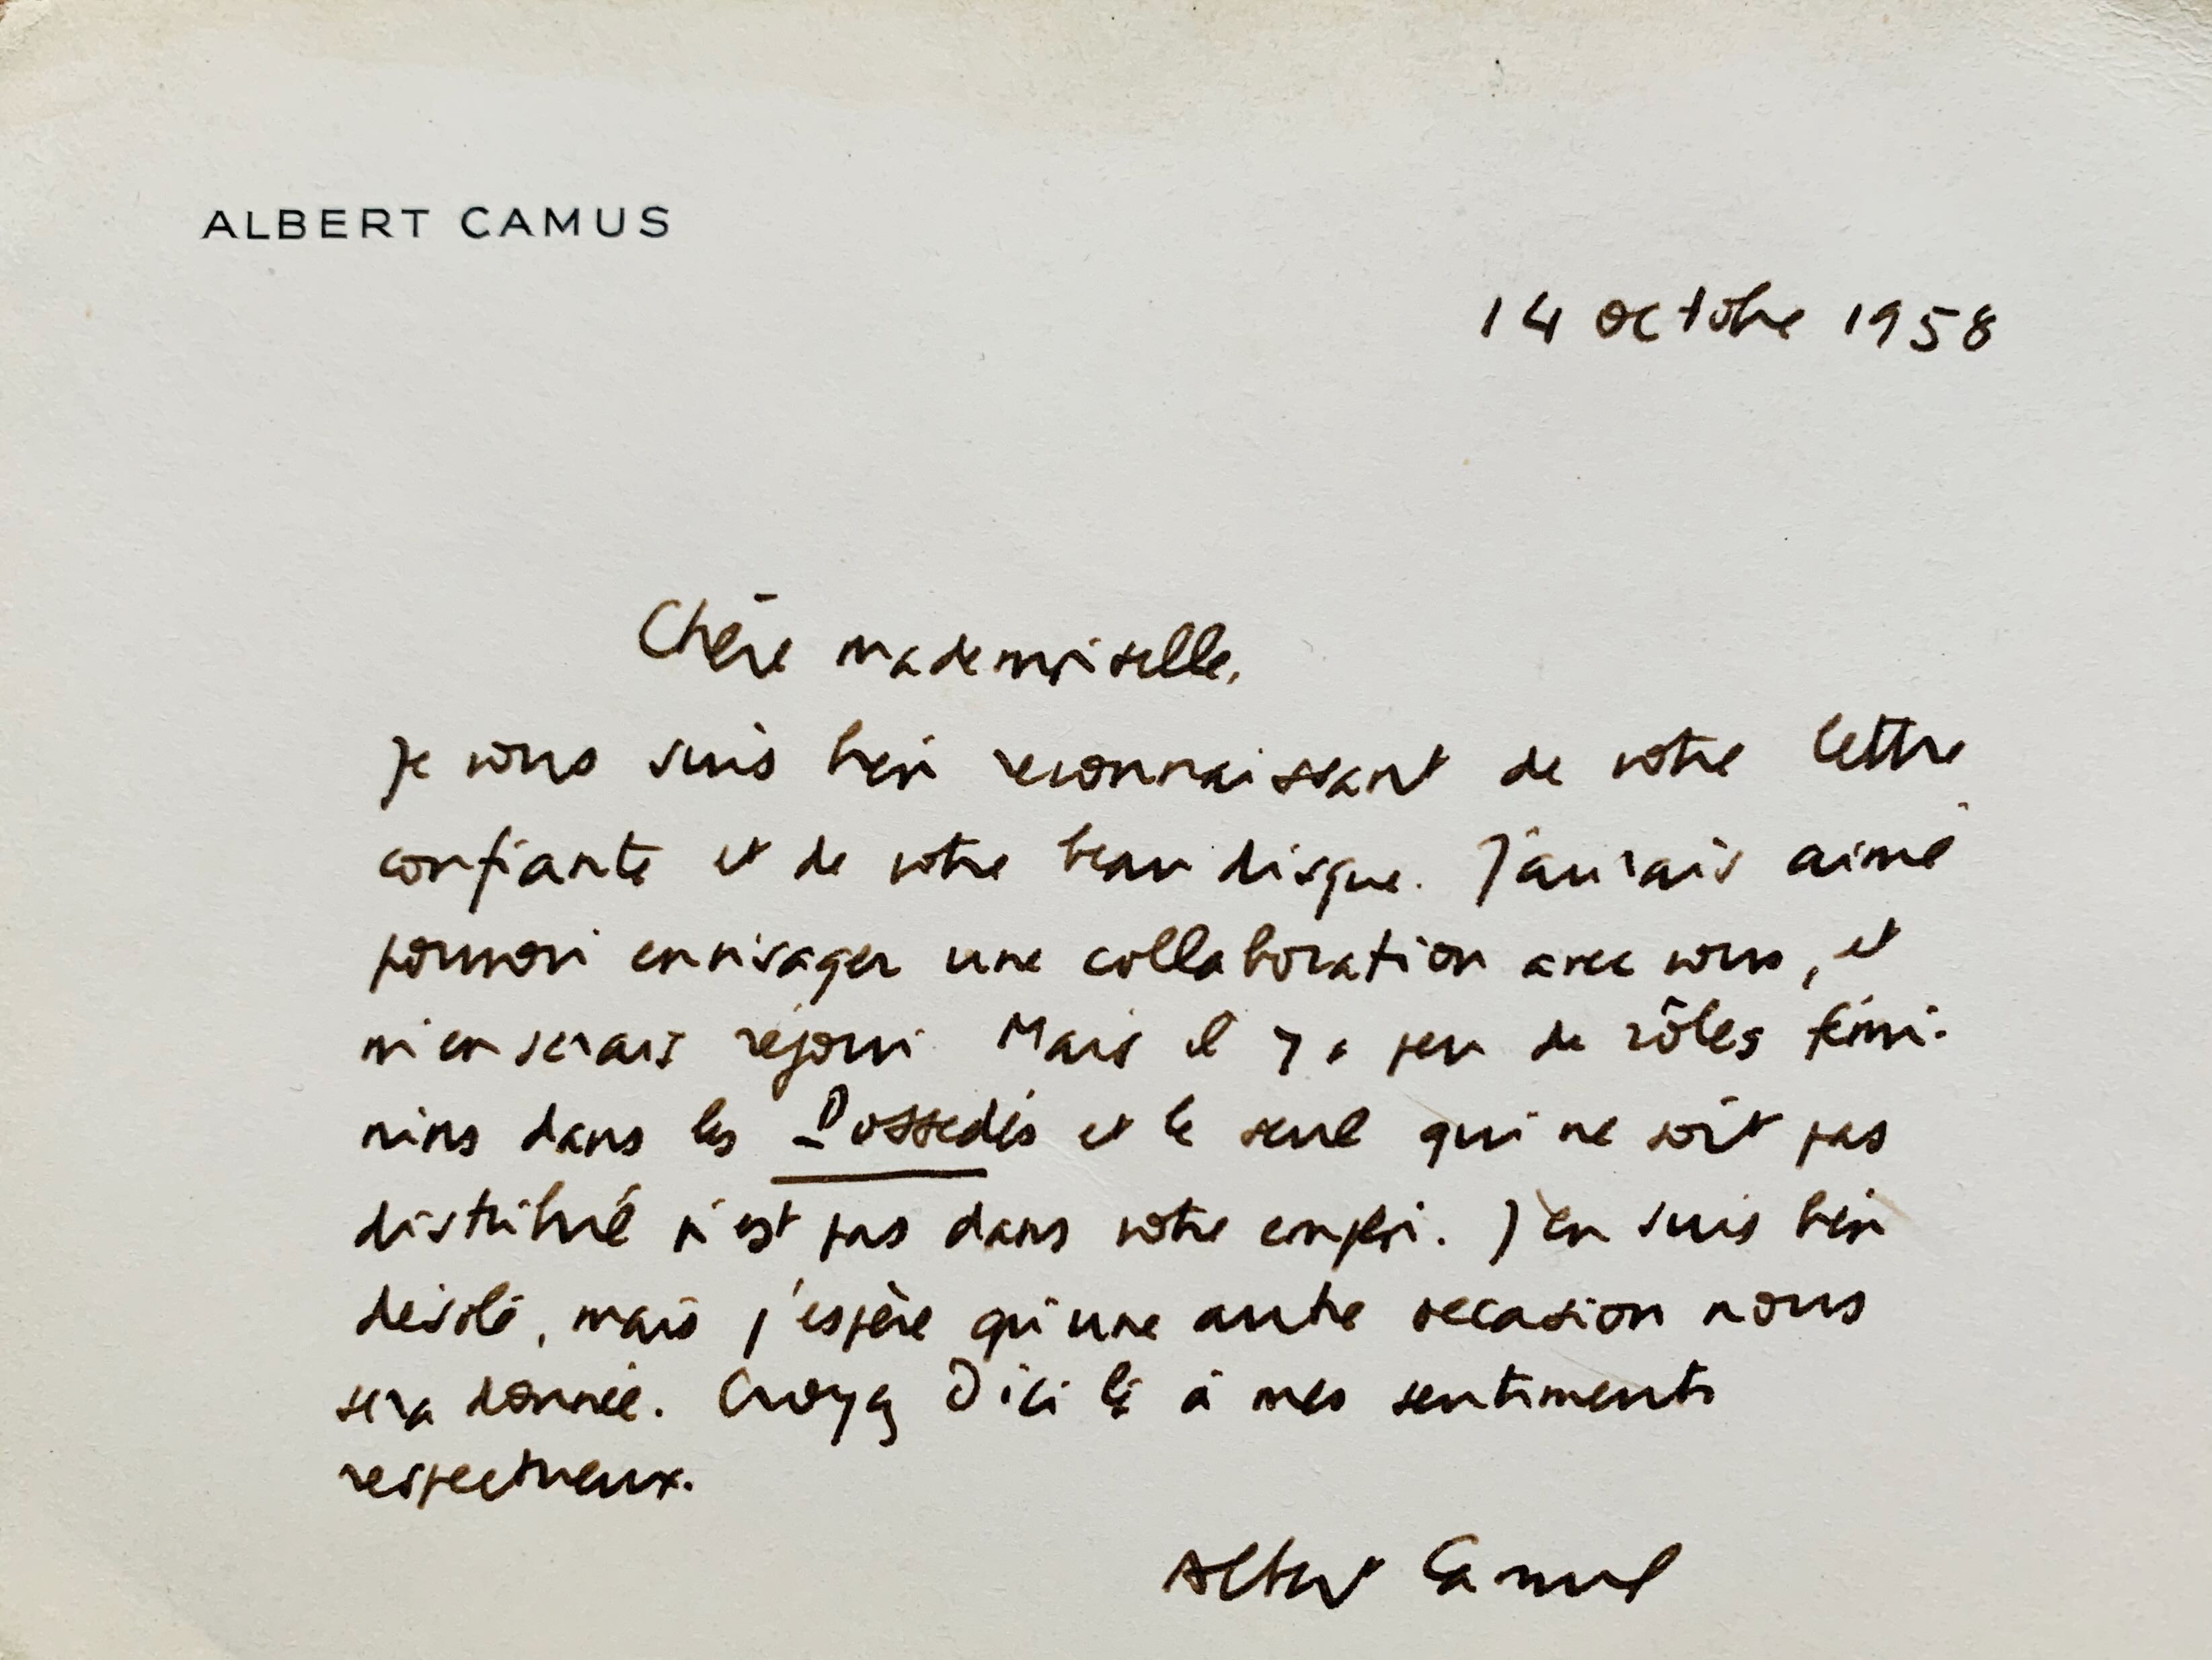 ALBERT CAMUS
14 octobre 1958
Chère mademoiselle,
Je vous suis bien reconnaissant de votre lettre
confiante et de votre beau disque. J'aurais aimé
pouvoir envisager une collaboration avec vous, et
m'en serais réjoui. Mais il y a peu de rôles fémi-
nins dans les Possédés et le seul qui ne soit pas
distribué n'est pas dans votre emploi. J'en suis bien
désolé, mais j'espère qu'une autre occasion nous
sera donnée. Croyez d'ici là à mes sentiments
respectueux.
Albert Camus